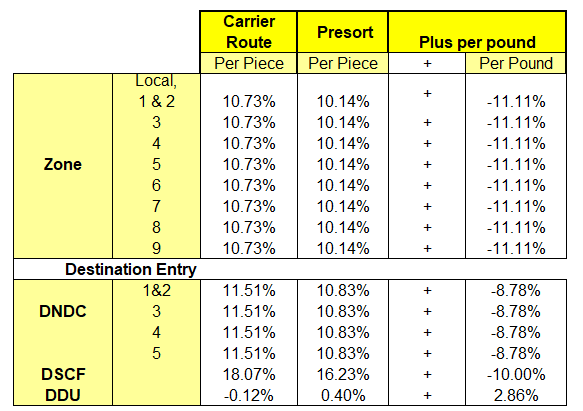 Carrier Route Presort Plus per pound
Per Piece Per Piece + Per Pound
Local, 1 & 2 10.73% 10.14% + -11.11%
3 10.73% 10.14% + -11.11%
4 10.73% 10.14% + -11.11%
Zone 5 10.73% 10.14% + -11.11%
6 10.73% 10.14% + -11.11%
7 10.73% 10.14% + -11.11%
8 10.73% 10.14% + -11.11%
9 10.73% 10.14% + -11.11%
Destination Entry
1&2 11.51% 10.83% + -8.78%
DNDC 3 11.51% 10.83% + -8.78%
4 11.51% 10.83% + -8.78%
5 11.51% 10.83% + -8.78%
DSCF 18.07% 16.23% + -10.00%
DDU -0.12% 0.40% + 2.86%